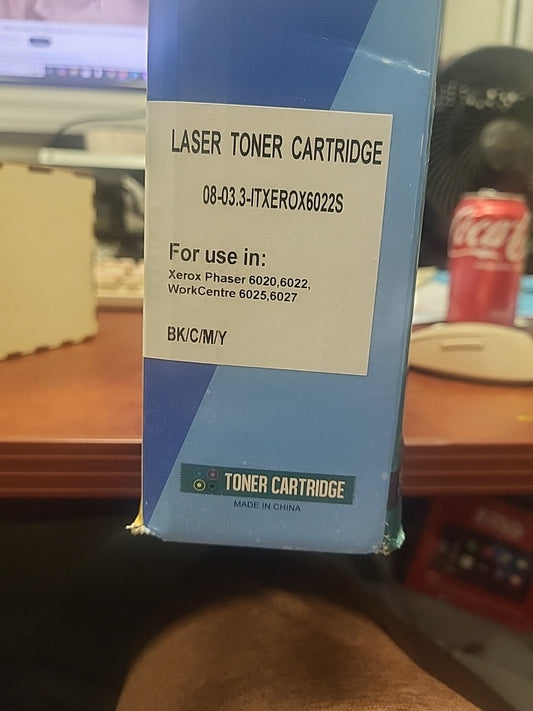 LASER TONER CARTRIDGE
08-03.3-ITXEROX6022S
For use in:
Xerox Phaser 6020,6022,
WorkCentre 6025,6027
BK/C/M/Y
TONER CARTRIDGE
MADE IN CHINA
Coca